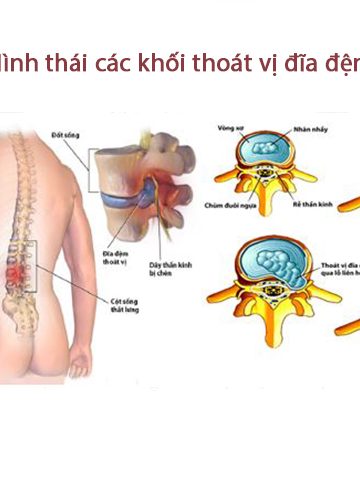 Hình thái các khối thoát vị đĩa đệm
Đốt sống
Đĩa đệm
thoát vị
Dây thần kinh
bị chén
Cột sống
thắt lưng
Vòng xơ
Nhân nhầy
Chùm đuôi ngựa
Rễ thần kinh
Thoát vị đĩa
qua lỗ liên h